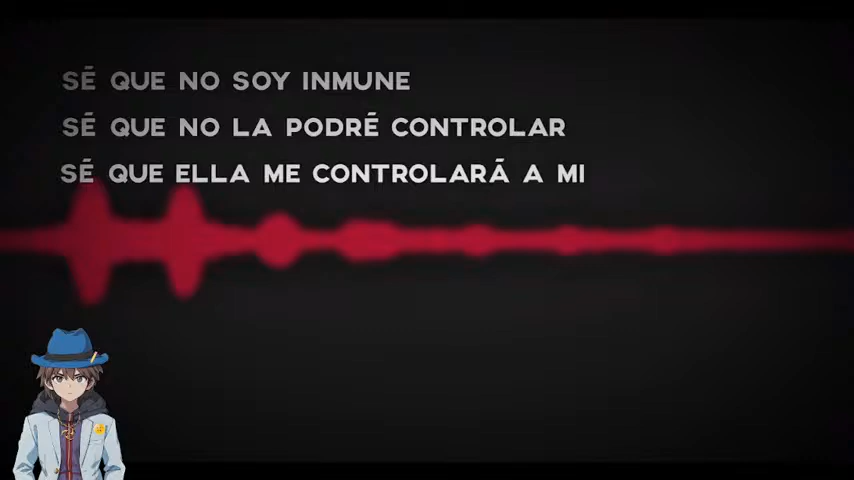 SÉ QUE NO SOY INMUNE
SÉ QUE NO LA PODRÉ CONTROLAR
SÉ QUE ELLA ME CONTROLARÁ A MI